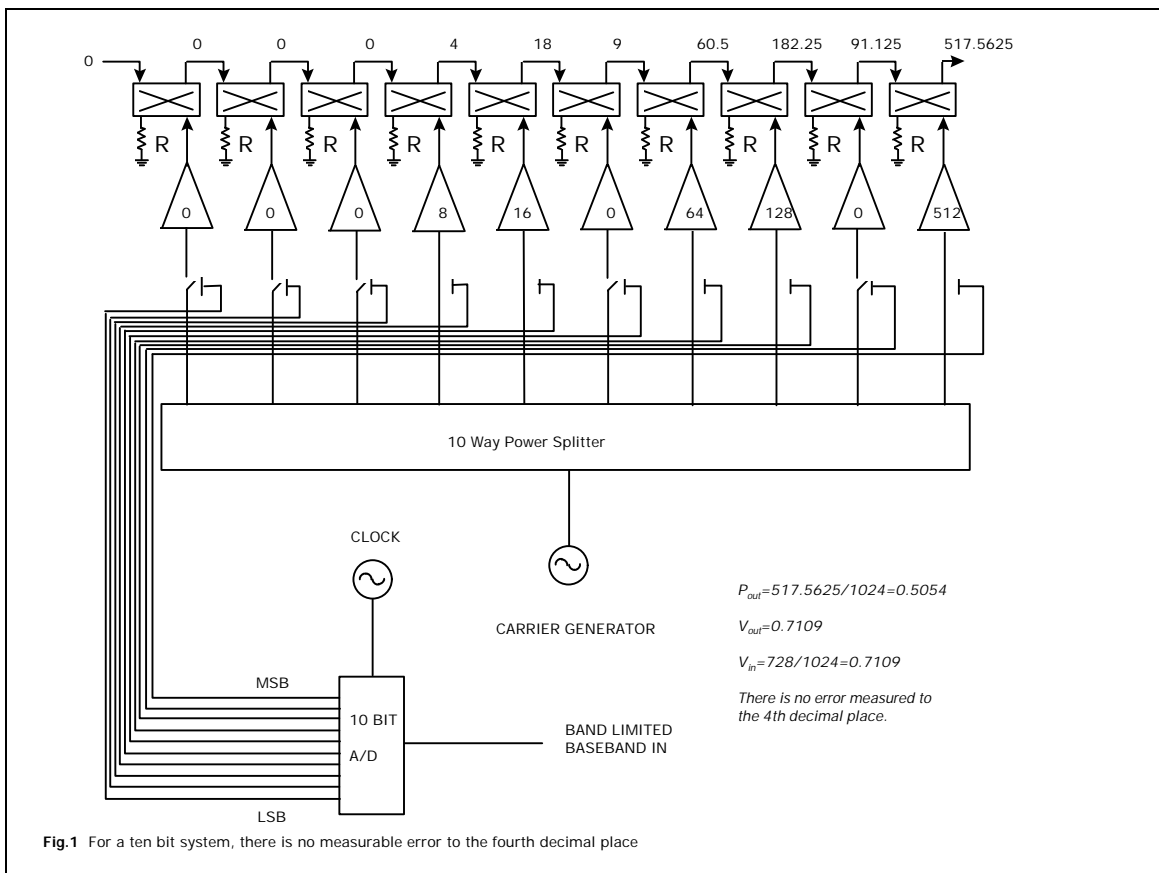 0 0 0 4 18 9 60.5 182.25 91.125 517.5625
0
R R R R R R R R R R
0 0 0 8 16 0 64 128 0 512
10 Way Power Splitter
CLOCK
CARRIER GENERATOR
P_out=517.5625/1024=0.5054
V_out=0.7109
V_in=728/1024=0.7109
There is no error measured to
the 4th decimal place.
MSB
10 BIT
A/D
BAND LIMITED
BASEBAND IN
LSB
Fig.1 For a ten bit system, there is no measurable error to the fourth decimal place